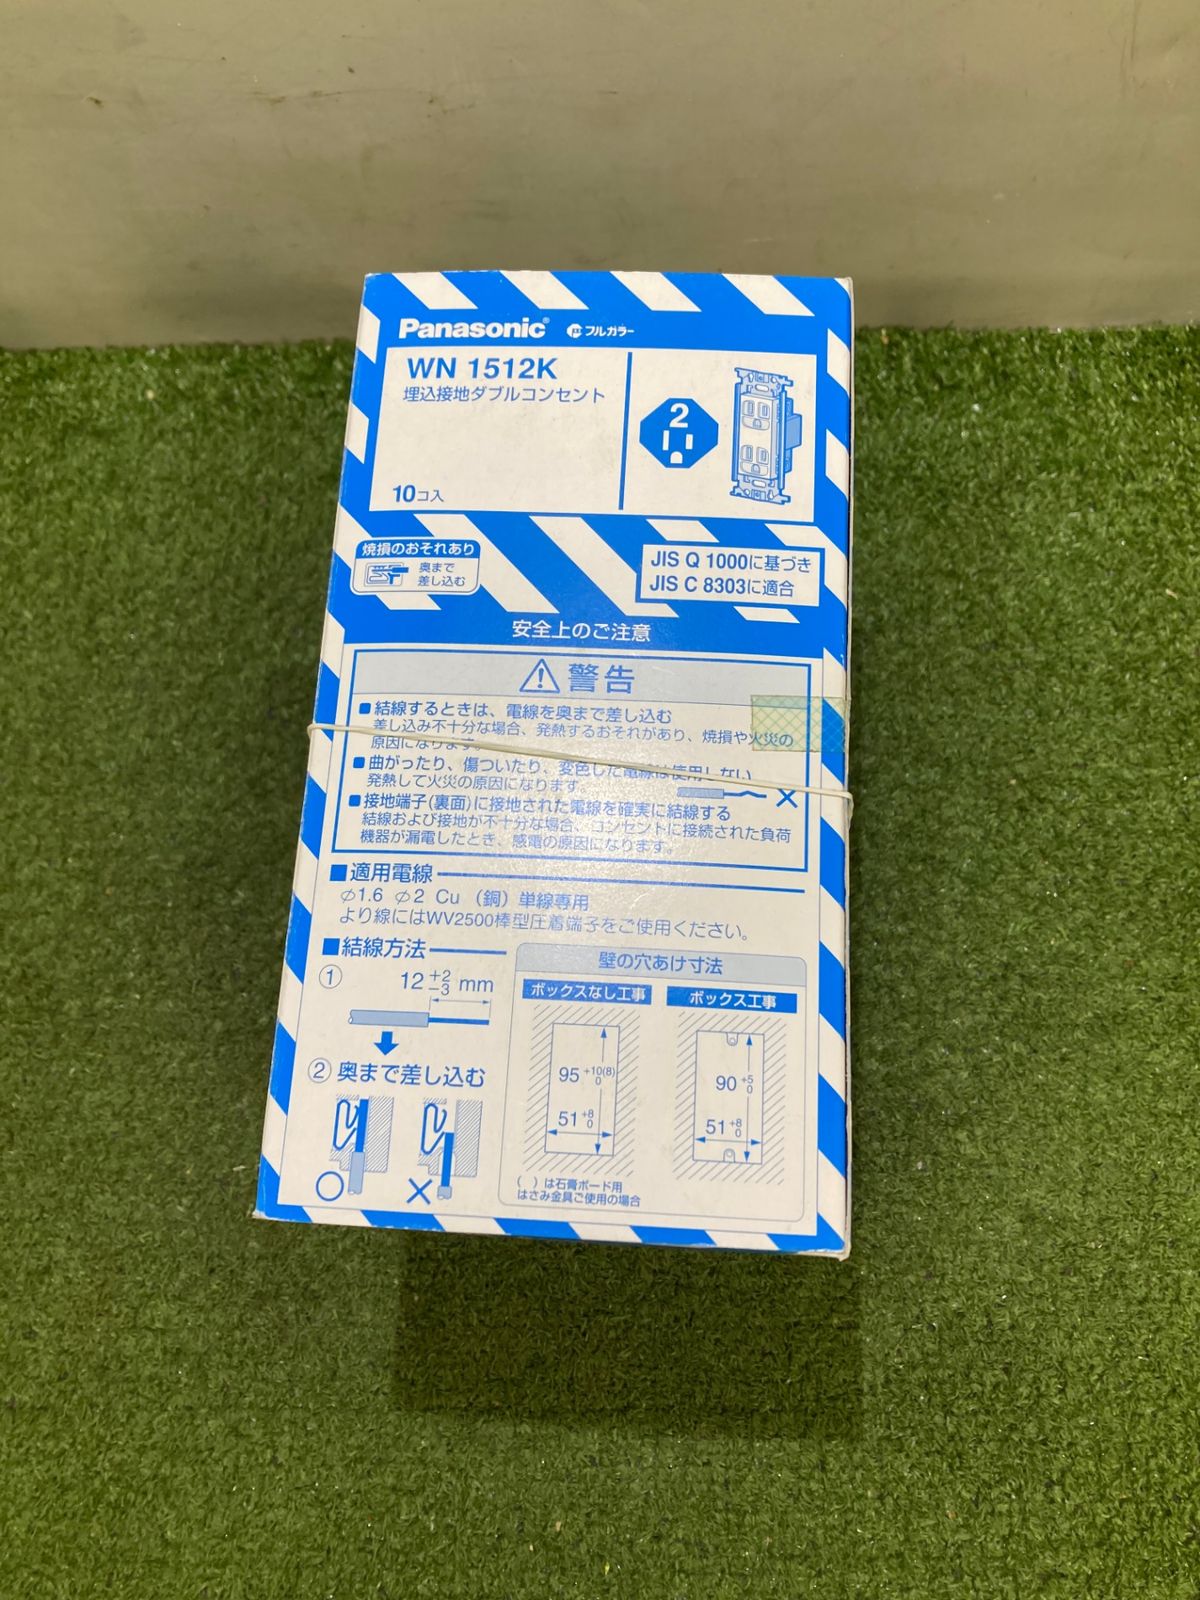 Panasonic® フルカラー
WN 1512K
埋込接地ダブルコンセント
10コ入
2
焼損のおそれあり
奥まで
差し込む
JIS Q 1000に基づき
JIS C 8303に適合
安全上のご注意
警告
■結線するときは、電線を奥まで差し込む
差し込み不十分な場合、発熱するおそれがあり、焼損や火災の
原因になります。
■曲がったり、傷ついたり、変色した電線は使用しない
発熱して火災の原因になります。
■接地端子(裏面)に接地された電線を確実に結線する
結線および接地が不十分な場合、コンセントに接続された負荷
機器が漏電したとき、感電の原因になります。
■適用電線
φ1.6 φ2 Cu（銅）単線専用
より線にはWV2500棒型圧着端子をご使用ください。
■結線方法
① 12 +2 −3 mm
② 奥まで差し込む
壁の穴あけ寸法
ボックスなし工事
95 +10(8) 0
51 +8 0
( )は石膏ボード用
はさみ金具ご使用の場合
ボックス工事
90 +5 0
51 +8 0